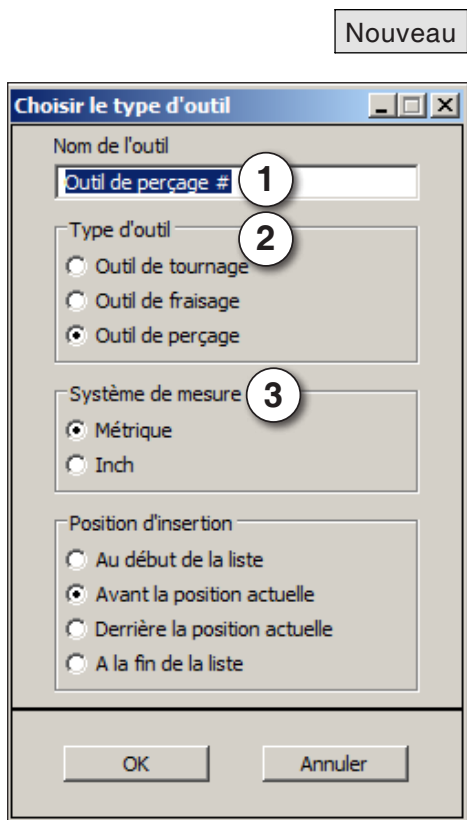 Nouveau
Choisir le type d'outil
Nom de l'outil
Outil de perçage #
1
Type d'outil
2
Outil de tournage
Outil de fraisage
Outil de perçage
Système de mesure
3
Métrique
Inch
Position d'insertion
Au début de la liste
Avant la position actuelle
Derrière la position actuelle
A la fin de la liste
OK
Annuler